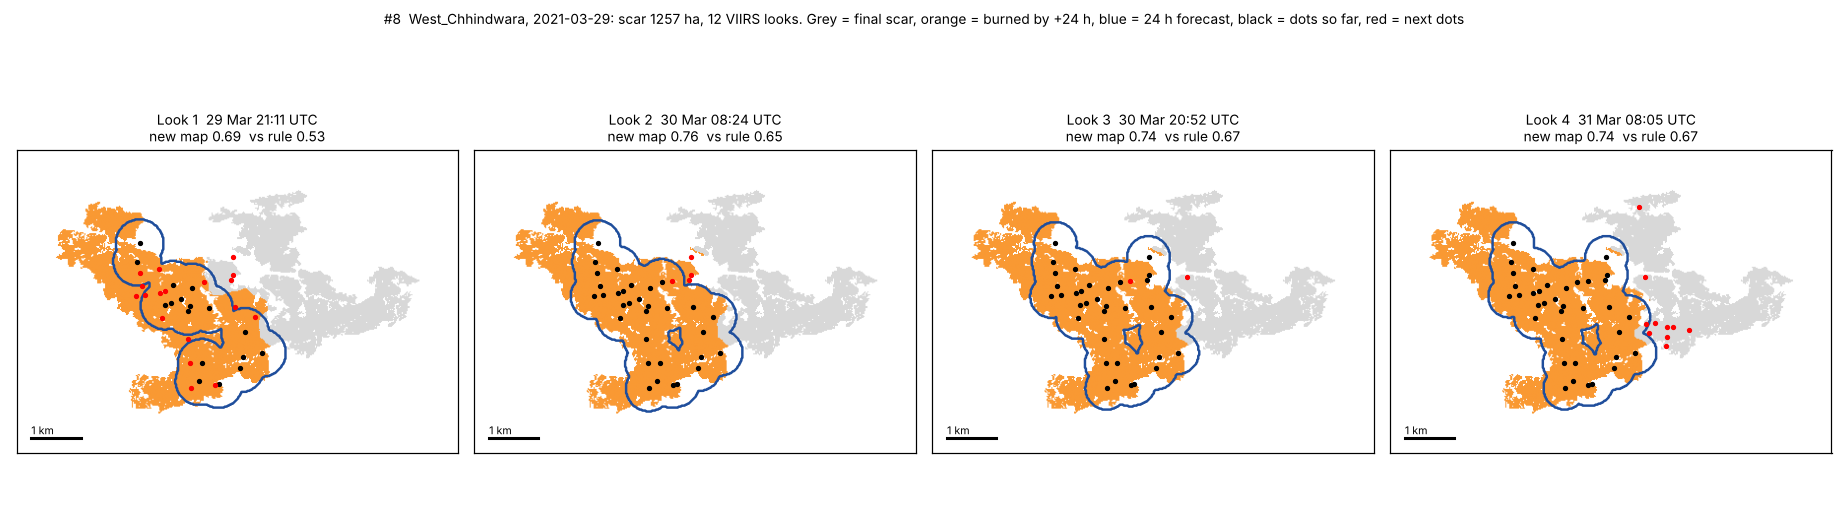 #8 West_Chhindwara, 2021-03-29: scar 1257 ha, 12 VIIRS looks. Grey = final scar, orange = burned by +24 h, blue = 24 h forecast, black = dots so far, red = next dots
Look 1 29 Mar 21:11 UTC
new map 0.69 vs rule 0.53
1 km
Look 2 30 Mar 08:24 UTC
new map 0.76 vs rule 0.65
1 km
Look 3 30 Mar 20:52 UTC
new map 0.74 vs rule 0.67
1 km
Look 4 31 Mar 08:05 UTC
new map 0.74 vs rule 0.67
1 km